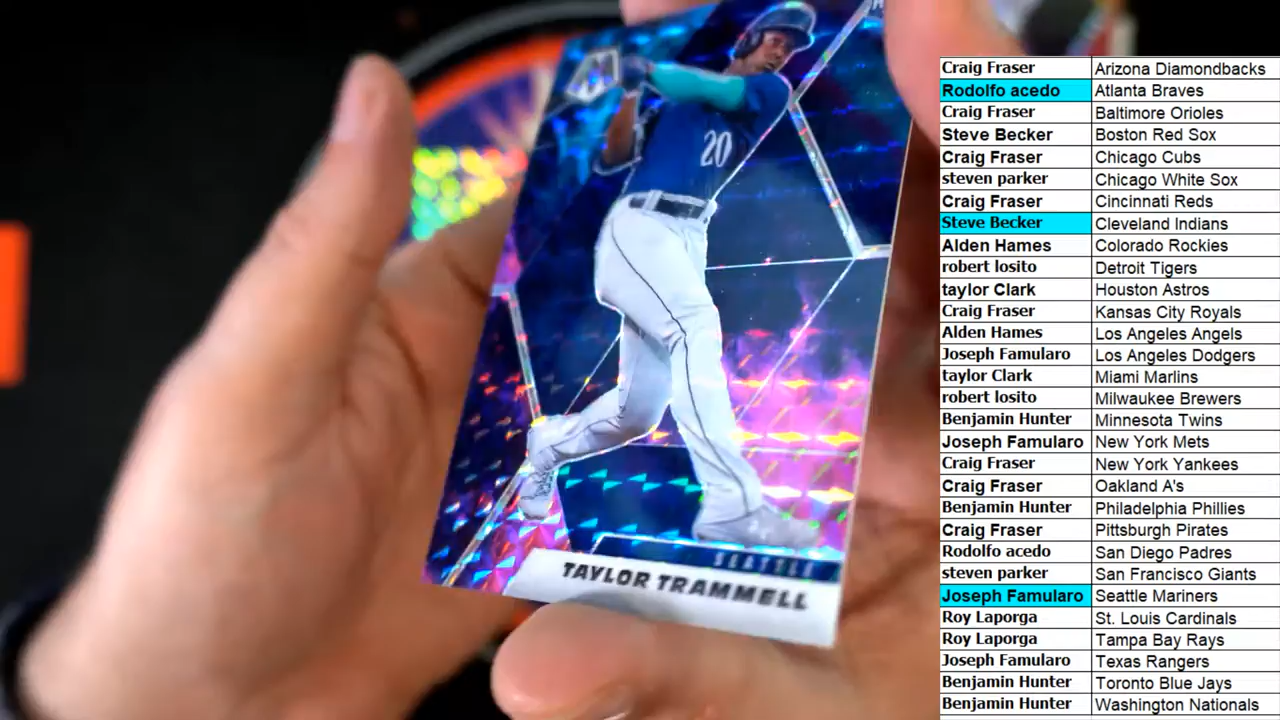 20
SEATTLE
TAYLOR TRAMMELL
Craig Fraser Arizona Diamondbacks
Rodolfo acedo Atlanta Braves
Craig Fraser Baltimore Orioles
Steve Becker Boston Red Sox
Craig Fraser Chicago Cubs
steven parker Chicago White Sox
Craig Fraser Cincinnati Reds
Steve Becker Cleveland Indians
Alden Hames Colorado Rockies
robert losito Detroit Tigers
taylor Clark Houston Astros
Craig Fraser Kansas City Royals
Alden Hames Los Angeles Angels
Joseph Famularo Los Angeles Dodgers
taylor Clark Miami Marlins
robert losito Milwaukee Brewers
Benjamin Hunter Minnesota Twins
Joseph Famularo New York Mets
Craig Fraser New York Yankees
Craig Fraser Oakland A's
Benjamin Hunter Philadelphia Phillies
Craig Fraser Pittsburgh Pirates
Rodolfo acedo San Diego Padres
steven parker San Francisco Giants
Joseph Famularo Seattle Mariners
Roy Laporga St. Louis Cardinals
Roy Laporga Tampa Bay Rays
Joseph Famularo Texas Rangers
Benjamin Hunter Toronto Blue Jays
Benjamin Hunter Washington Nationals